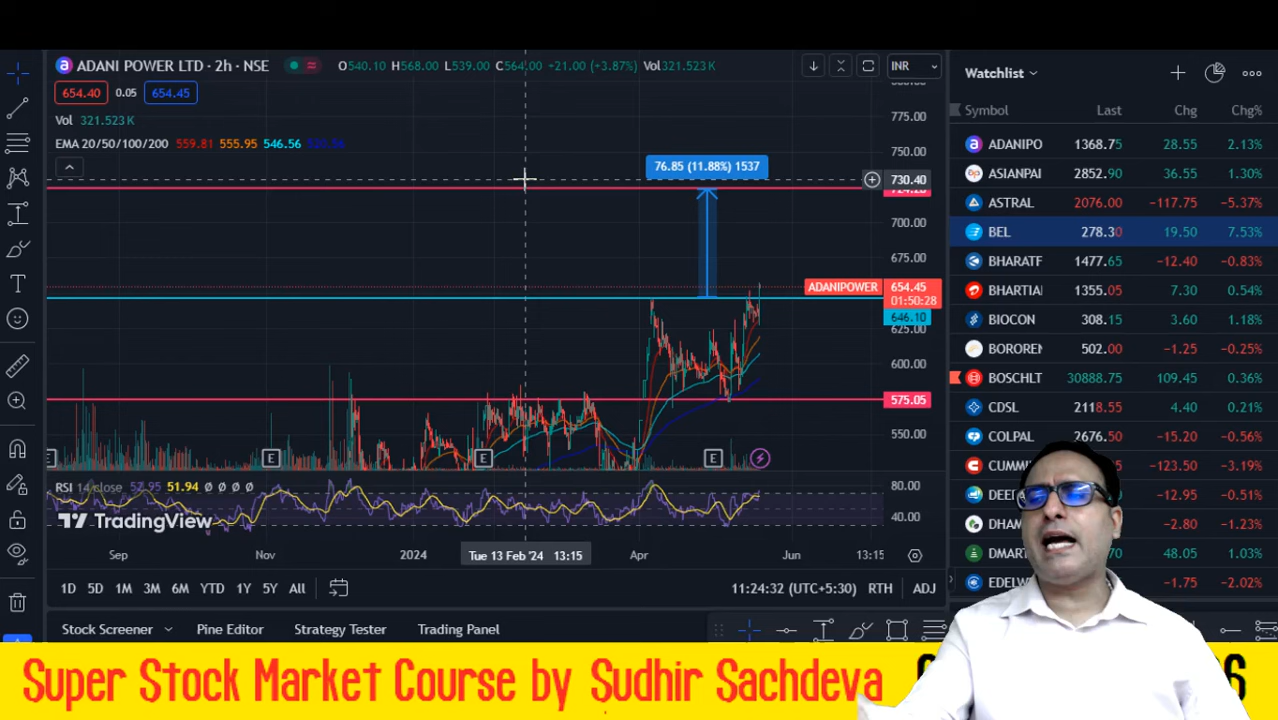 ADANI POWER LTD · 2h · NSE
O540.10 H568.00 L539.00 C564.00 +21.00 (+3.87%) Vol321.523K
INR
654.40 0.05 654.45
Vol 321.523 K
EMA 20/50/100/200 559.81 555.95 546.56
76.85 (11.88%) 1537
775.00
750.00
730.40
700.00
675.00
ADANIPOWER 654.45
01:50:28
646.10
625.00
600.00
575.05
550.00
E
E
E
E
RSI 14 close 57.95 51.94 Ø Ø Ø Ø
80.00
40.00
TradingView
Sep
Nov
2024
Tue 13 Feb '24 13:15
Apr
Jun
13:15
1D 5D 1M 3M 6M YTD 1Y 5Y All
11:24:32 (UTC+5:30) RTH ADJ
Stock Screener
Pine Editor
Strategy Tester
Trading Panel
Watchlist
Symbol Last Chg Chg%
ADANIPO 1368.75 28.55 2.13%
ASIANPAI 2852.90 36.55 1.30%
ASTRAL 2076.00 -117.75 -5.37%
BEL 278.30 19.50 7.53%
BHARATF 1477.65 -12.40 -0.83%
BHARTIA 1355.05 7.30 0.54%
BIOCON 308.15 3.60 1.18%
BOROREN 502.00 -1.25 -0.25%
BOSCHLT 30888.75 109.45 0.36%
CDSL 2118.55 4.40 0.21%
COLPAL 2676.50 -15.20 -0.56%
CUMMI -123.50 -3.19%
-12.95 -0.51%
DHAM -2.80 -1.23%
DMART 48.05 1.03%
EDELW -1.75 -2.02%
Super Stock Market Course by Sudhir Sachdeva